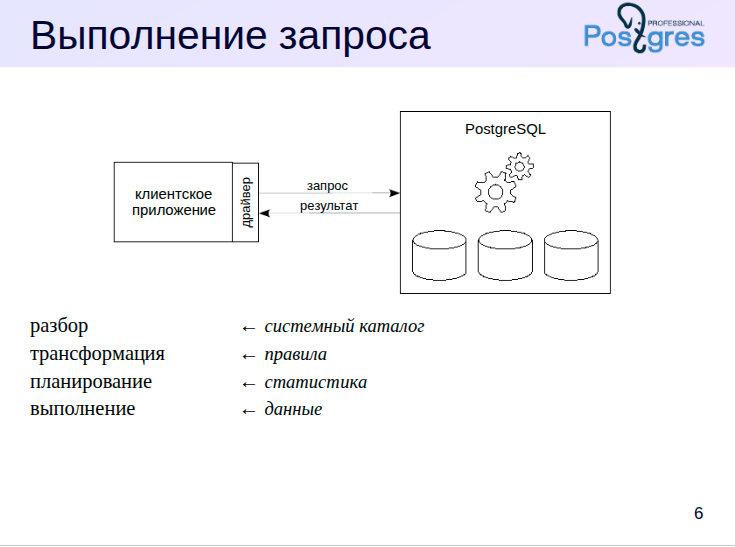 Выполнение запроса
PROFESSIONAL
Postgres
PostgreSQL
клиентское
приложение
драйвер
запрос
результат
разбор ← системный каталог
трансформация ← правила
планирование ← статистика
выполнение ← данные
6